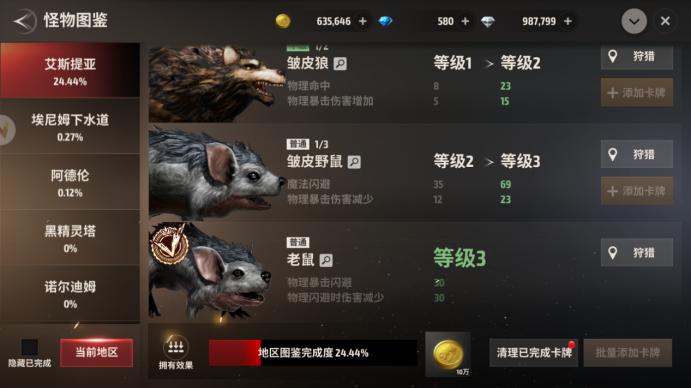 怪物图鉴
635,646 +
580 +
987,799 +
艾斯提亚
24.44%
埃尼姆下水道
0.27%
阿德伦
0.12%
黑精灵塔
0%
诺尔迪姆
0%
隐藏已完成
当前地区
1/2
皱皮狼
等级1 > 等级2
物理命中 8 23
物理暴击伤害增加 5 15
狩猎
+ 添加卡牌
普通 1/3
皱皮野鼠
等级2 > 等级3
魔法闪避 35 69
物理暴击伤害减少 12 23
狩猎
+ 添加卡牌
普通
老鼠
等级3
物理暴击闪避 30
物理闪避时伤害减少 30
狩猎
拥有效果
地区图鉴完成度 24.44%
10万
清理已完成卡牌
批量添加卡牌